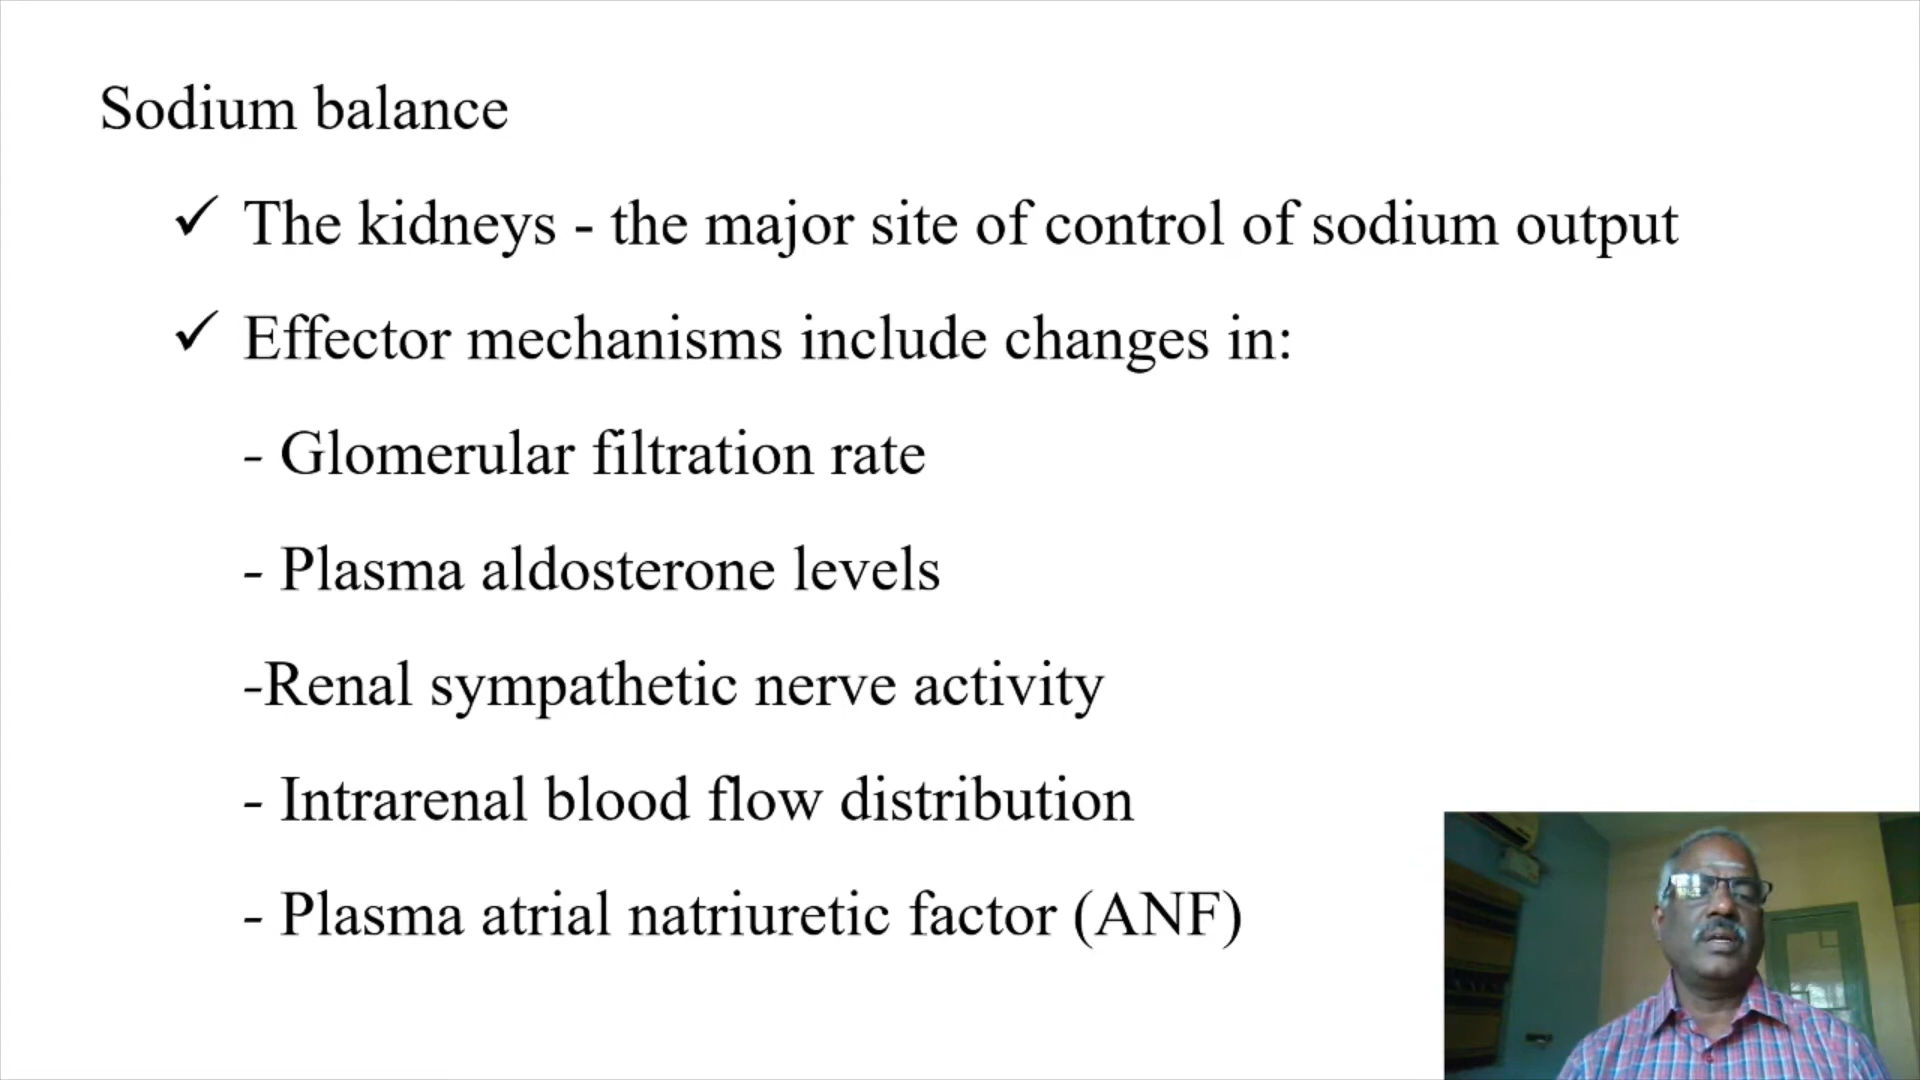 Sodium balance
✓ The kidneys - the major site of control of sodium output
✓ Effector mechanisms include changes in:
- Glomerular filtration rate
- Plasma aldosterone levels
-Renal sympathetic nerve activity
- Intrarenal blood flow distribution
- Plasma atrial natriuretic factor (ANF)